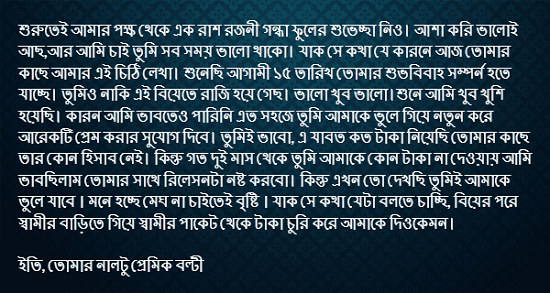 শুরুতেই আমার পক্ষ থেকে এক রাশ রজনী গন্ধা ফুলের শুভেচ্ছা নিও। আশা করি ভালোই
আছ,আর আমি চাই তুমি সব সময় ভালো থাকো। যাক সে কথা যে কারনে আজ তোমার
কাছে আমার এই চিঠি লেখা। শুনেছি আগামী ১৫ তারিখ তোমার শুভবিবাহ সম্পর্ন হতে
যাচ্ছে। তুমিও নাকি এই বিয়েতে রাজি হয়ে গেছ। ভালো খুব ভালো। শুনে আমি খুব খুশি
হয়েছি। কারন আমি ভাবতেও পারিনি এত সহজে তুমি আমাকে ভুলে গিয়ে নতুন করে
আরেকটি প্রেম করার সুযোগ দিবে। তুমিই ভাবো, এ যাবত কত টাকা নিয়েছি তোমার কাছে
তার কোন হিসাব নেই। কিন্তু গত দুই মাস থেকে তুমি আমাকে কোন টাকা না দেওয়ায় আমি
ভাবছিলাম তোমার সাথে রিলেসনটা নষ্ট করবো। কিন্তু এখন তো দেখছি তুমিই আমাকে
ভুলে যাবে । মনে হচ্ছে মেঘ না চাইতেই বৃষ্টি । যাক সে কথা যেটা বলতে চাচ্ছি, বিয়ের পরে
স্বামীর বাড়িতে গিয়ে স্বামীর পাকেট থেকে টাকা চুরি করে আমাকে দিওকেমন।
ইতি, তোমার নালটু প্রেমিক বল্টী